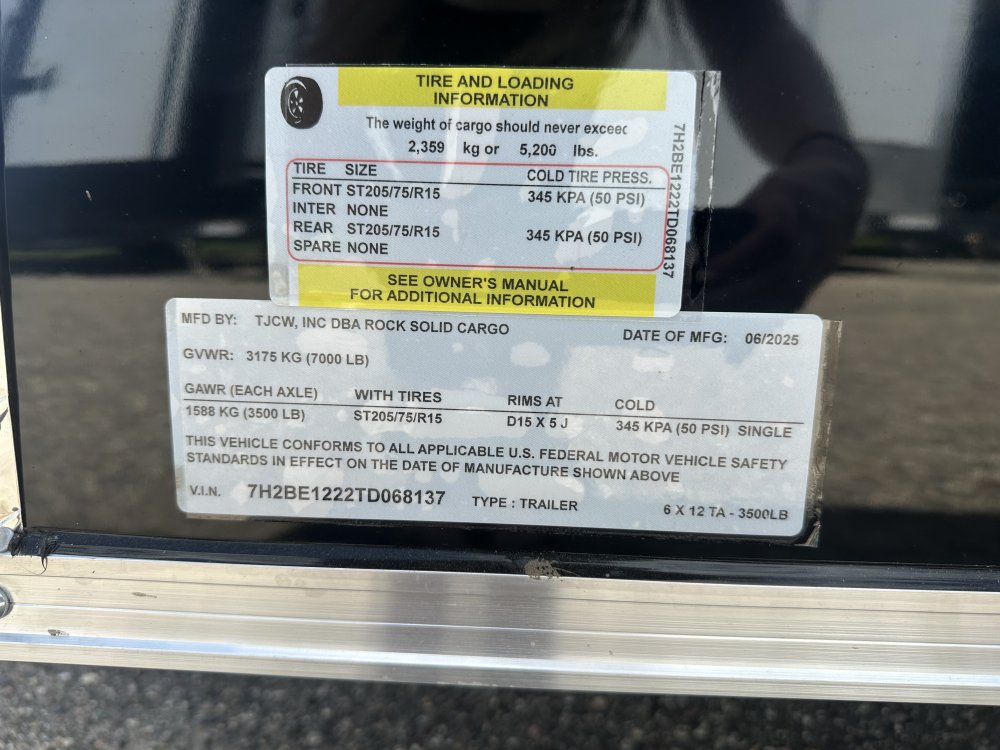 TIRE AND LOADING
INFORMATION
The weight of cargo should never exceed
2,359 kg or 5,200 lbs.
TIRE SIZE COLD TIRE PRESS.
FRONT ST205/75/R15 345 KPA (50 PSI)
INTER NONE
REAR ST205/75/R15 345 KPA (50 PSI)
SPARE NONE
SEE OWNER'S MANUAL
FOR ADDITIONAL INFORMATION
7H2BE1222TD068137
MFD BY: TJCW, INC DBA ROCK SOLID CARGO DATE OF MFG: 06/2025
GVWR: 3175 KG (7000 LB)
GAWR (EACH AXLE) WITH TIRES RIMS AT COLD
1588 KG (3500 LB) ST205/75/R15 D15 X 5 J 345 KPA (50 PSI) SINGLE
THIS VEHICLE CONFORMS TO ALL APPLICABLE U.S. FEDERAL MOTOR VEHICLE SAFETY
STANDARDS IN EFFECT ON THE DATE OF MANUFACTURE SHOWN ABOVE
V.I.N. 7H2BE1222TD068137 TYPE : TRAILER 6 X 12 TA - 3500LB